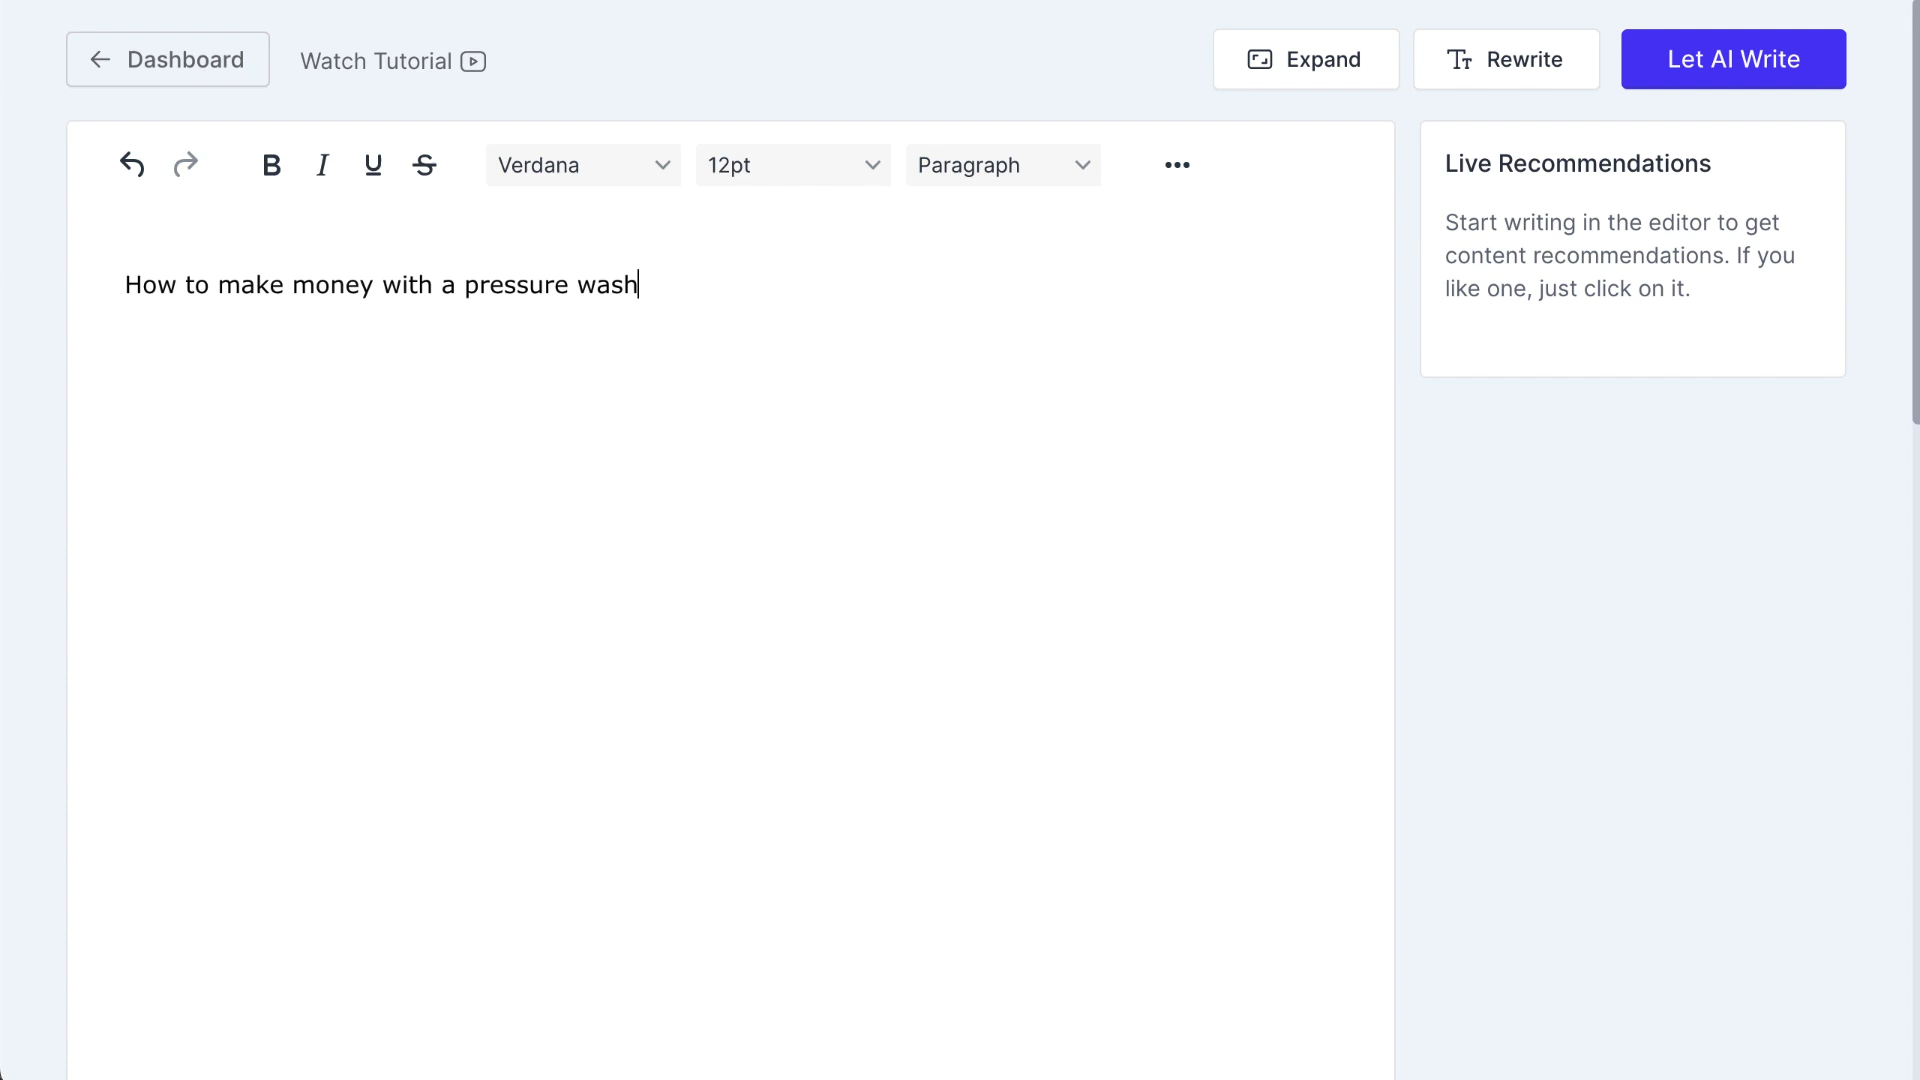 Dashboard
Watch Tutorial
Expand
Rewrite
Let AI Write
B I U S
Verdana
12pt
Paragraph
How to make money with a pressure wash
Live Recommendations
Start writing in the editor to get
content recommendations. If you
like one, just click on it.